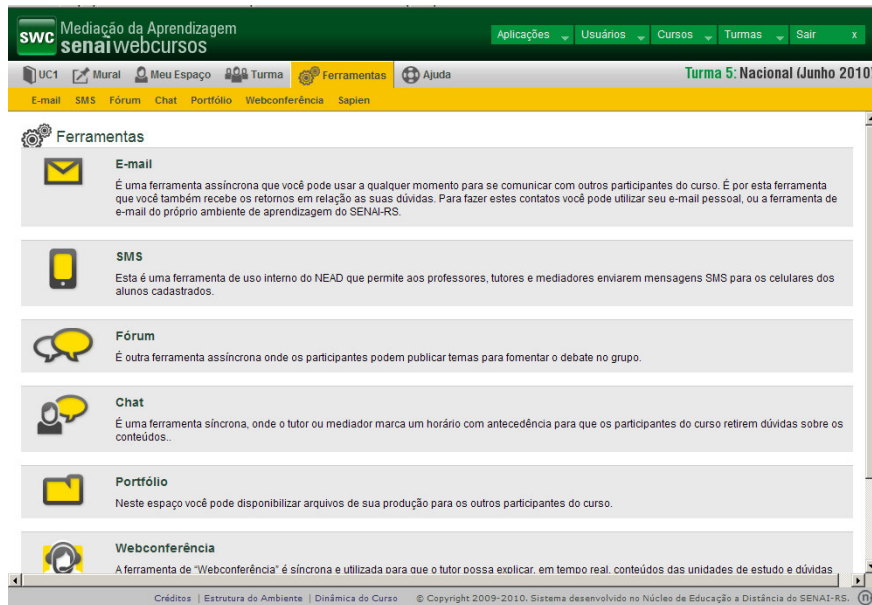 swc Mediação da Aprendizagem
senaiwebcursos
Aplicações Usuários Cursos Turmas Sair x
UC1 Mural Meu Espaço Turma Ferramentas Ajuda Turma 5: Nacional (Junho 2010)
E-mail SMS Fórum Chat Portfólio Webconferência Sapien
Ferramentas
E-mail
É uma ferramenta assíncrona que você pode usar a qualquer momento para se comunicar com outros participantes do curso. É por esta ferramenta
que você também recebe os retornos em relação as suas dúvidas. Para fazer estes contatos você pode utilizar seu e-mail pessoal, ou a ferramenta de
e-mail do próprio ambiente de aprendizagem do SENAI-RS.
SMS
Esta é uma ferramenta de uso interno do NEAD que permite aos professores, tutores e mediadores enviarem mensagens SMS para os celulares dos
alunos cadastrados.
Fórum
É outra ferramenta assíncrona onde os participantes podem publicar temas para fomentar o debate no grupo.
Chat
É uma ferramenta síncrona, onde o tutor ou mediador marca um horário com antecedência para que os participantes do curso retirem dúvidas sobre os
conteúdos..
Portfólio
Neste espaço você pode disponibilizar arquivos de sua produção para os outros participantes do curso.
Webconferência
A ferramenta de "Webconferência" é síncrona e utilizada para que o tutor possa explicar, em tempo real, conteúdos das unidades de estudo e dúvidas
Créditos | Estrutura do Ambiente | Dinâmica do Curso © Copyright 2009-2010. Sistema desenvolvido no Núcleo de Educação a Distância do SENAI-RS. n